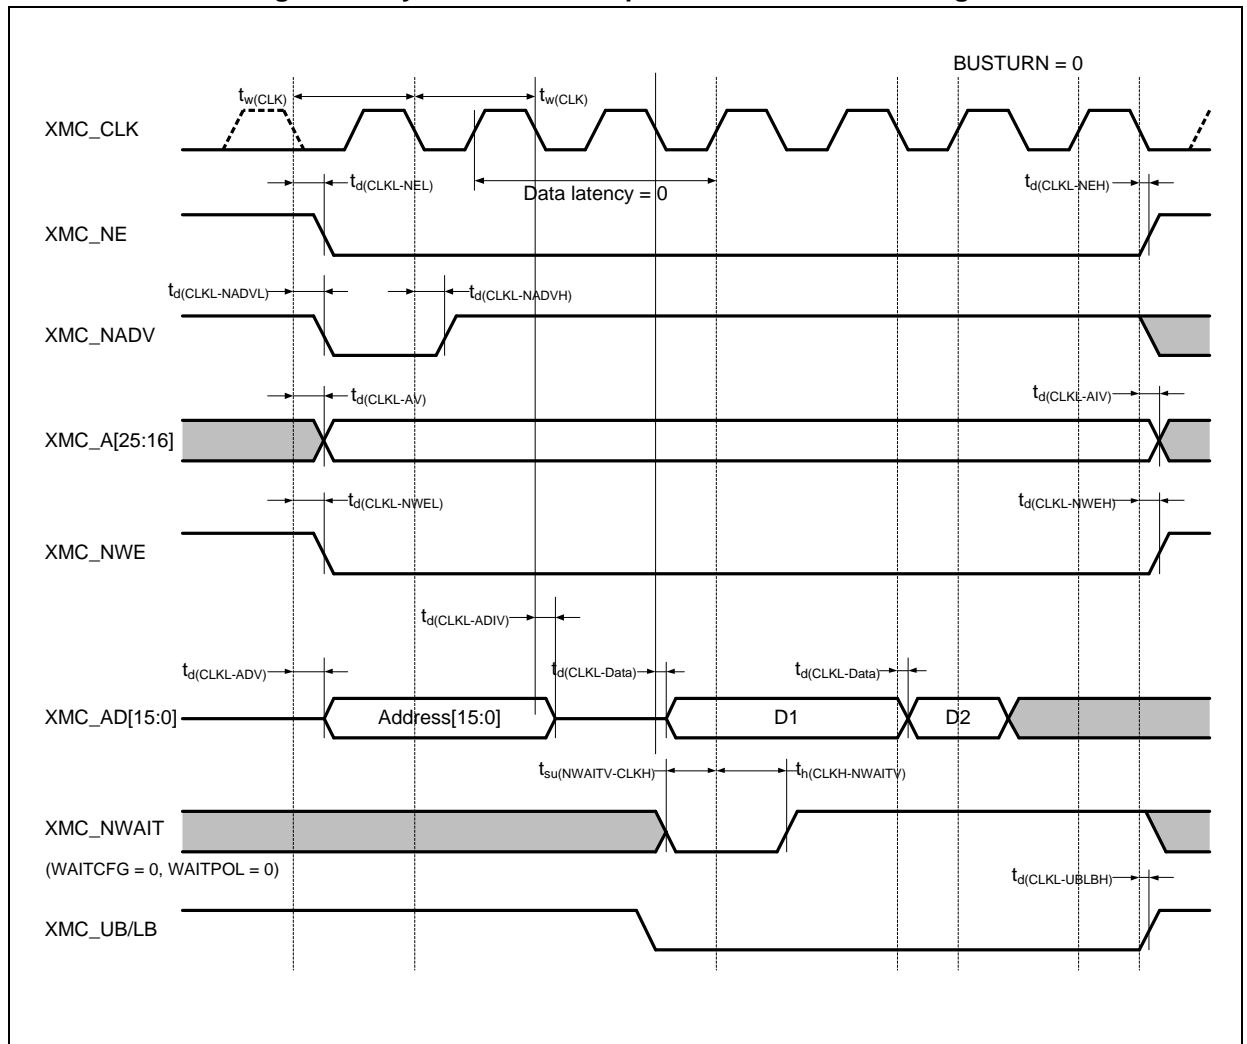 BUSTURN = 0
tw(CLK)
tw(CLK)
XMC_CLK
td(CLKL-NEL)
Data latency = 0
td(CLKL-NEH)
XMC_NE
td(CLKL-NADVL)
td(CLKL-NADVH)
XMC_NADV
td(CLKL-AV)
td(CLKL-AIV)
XMC_A[25:16]
td(CLKL-NWEL)
td(CLKL-NWEH)
XMC_NWE
td(CLKL-ADIV)
td(CLKL-ADV)
td(CLKL-Data)
td(CLKL-Data)
XMC_AD[15:0]
Address[15:0]
D1
D2
tsu(NWAITV-CLKH)
th(CLKH-NWAITV)
XMC_NWAIT
(WAITCFG = 0, WAITPOL = 0)
td(CLKL-UBLBH)
XMC_UB/LB